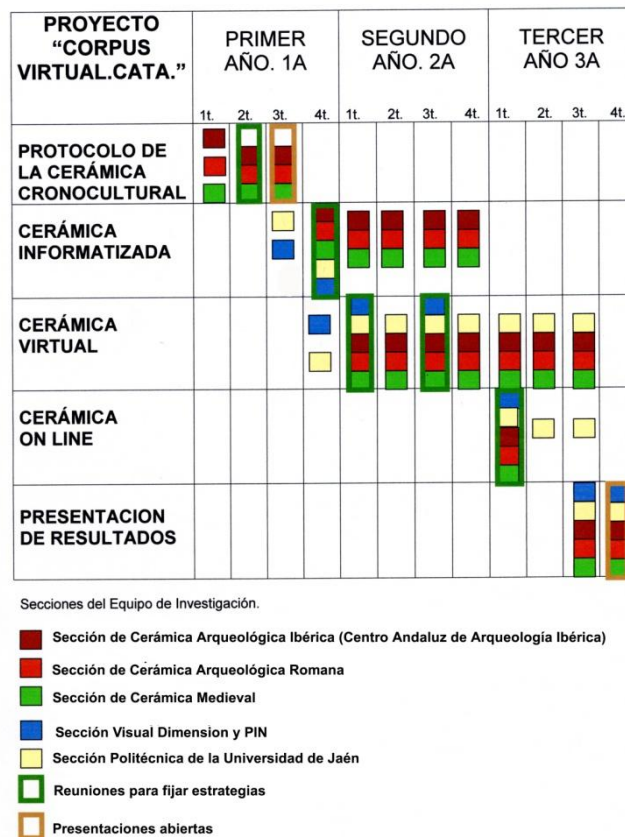 PROYECTO
“CORPUS
VIRTUAL.CATA.”
PRIMER
AÑO. 1A
SEGUNDO
AÑO. 2A
TERCER
AÑO 3A
1t. 2t. 3t. 4t. 1t. 2t. 3t. 4t. 1t. 2t. 3t. 4t.
PROTOCOLO DE
LA CERÁMICA
CRONOCULTURAL
CERÁMICA
INFORMATIZADA
CERÁMICA
VIRTUAL
CERÁMICA
ON LINE
PRESENTACION
DE RESULTADOS
Secciones del Equipo de Investigación.
Sección de Cerámica Arqueológica Ibérica (Centro Andaluz de Arqueología Ibérica)
Sección de Cerámica Arqueológica Romana
Sección de Cerámica Medieval
Sección Visual Dimension y PIN
Sección Politécnica de la Universidad de Jaén
Reuniones para fijar estrategias
Presentaciones abiertas